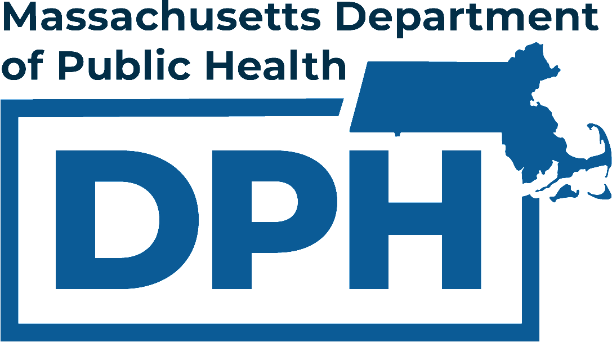 Massachusetts Department
of Public Health
DPH